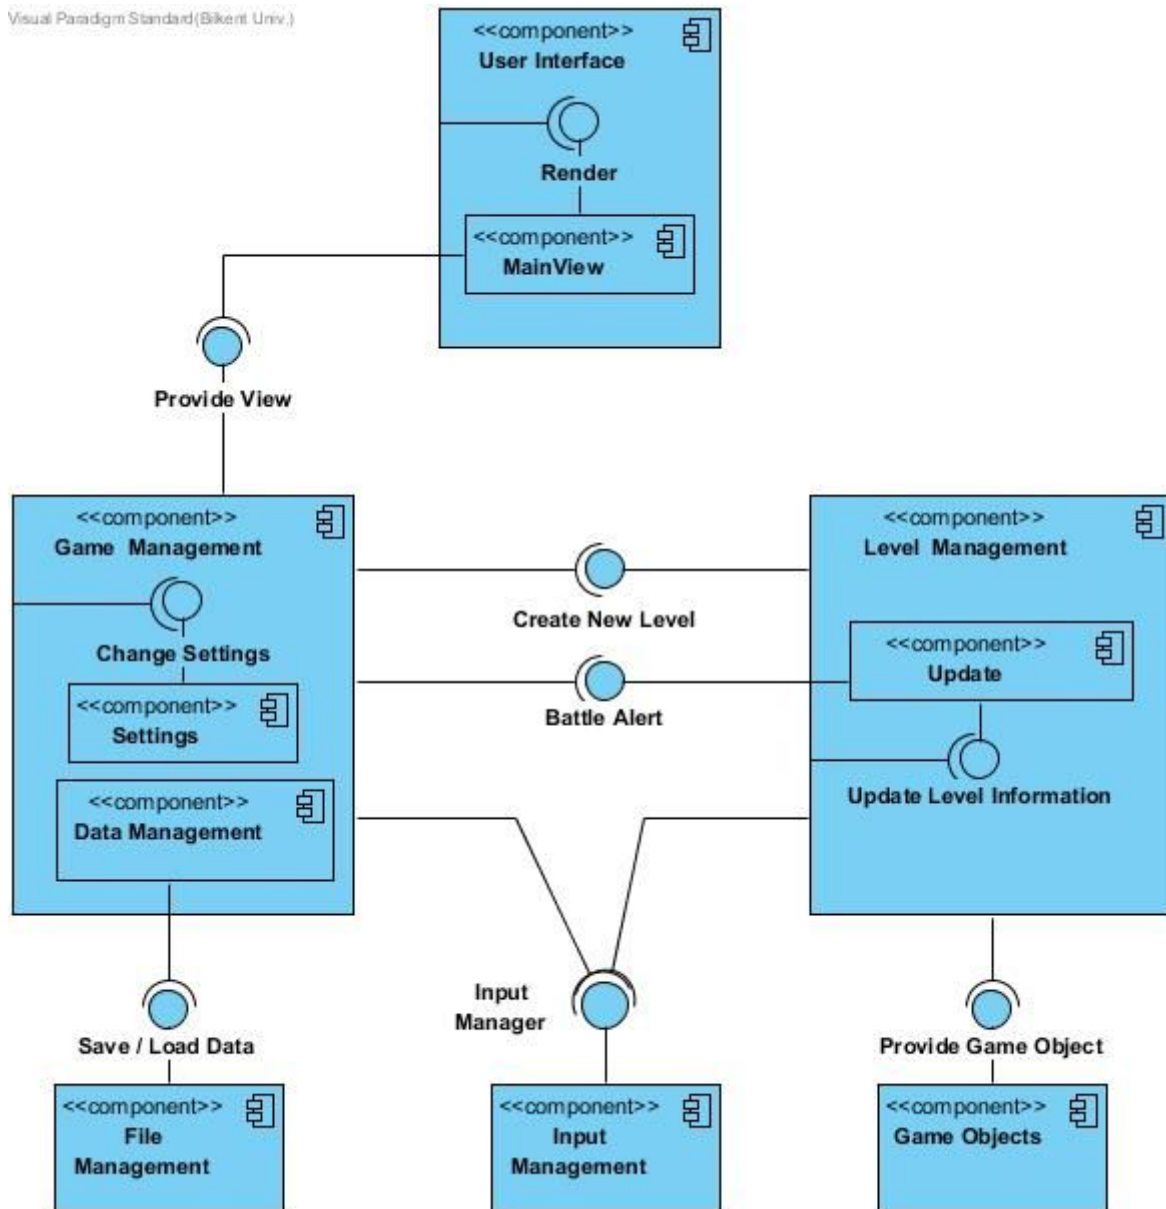 Visual Paradigm Standard(Bilkent Univ.)
<<component>>
User Interface
Render
<<component>>
MainView
Provide View
<<component>>
Game Management
Change Settings
<<component>>
Settings
<<component>>
Data Management
Create New Level
Battle Alert
<<component>>
Level Management
<<component>>
Update
Update Level Information
Save / Load Data
Input
Manager
Provide Game Object
<<component>>
File
Management
<<component>>
Input
Management
<<component>>
Game Objects